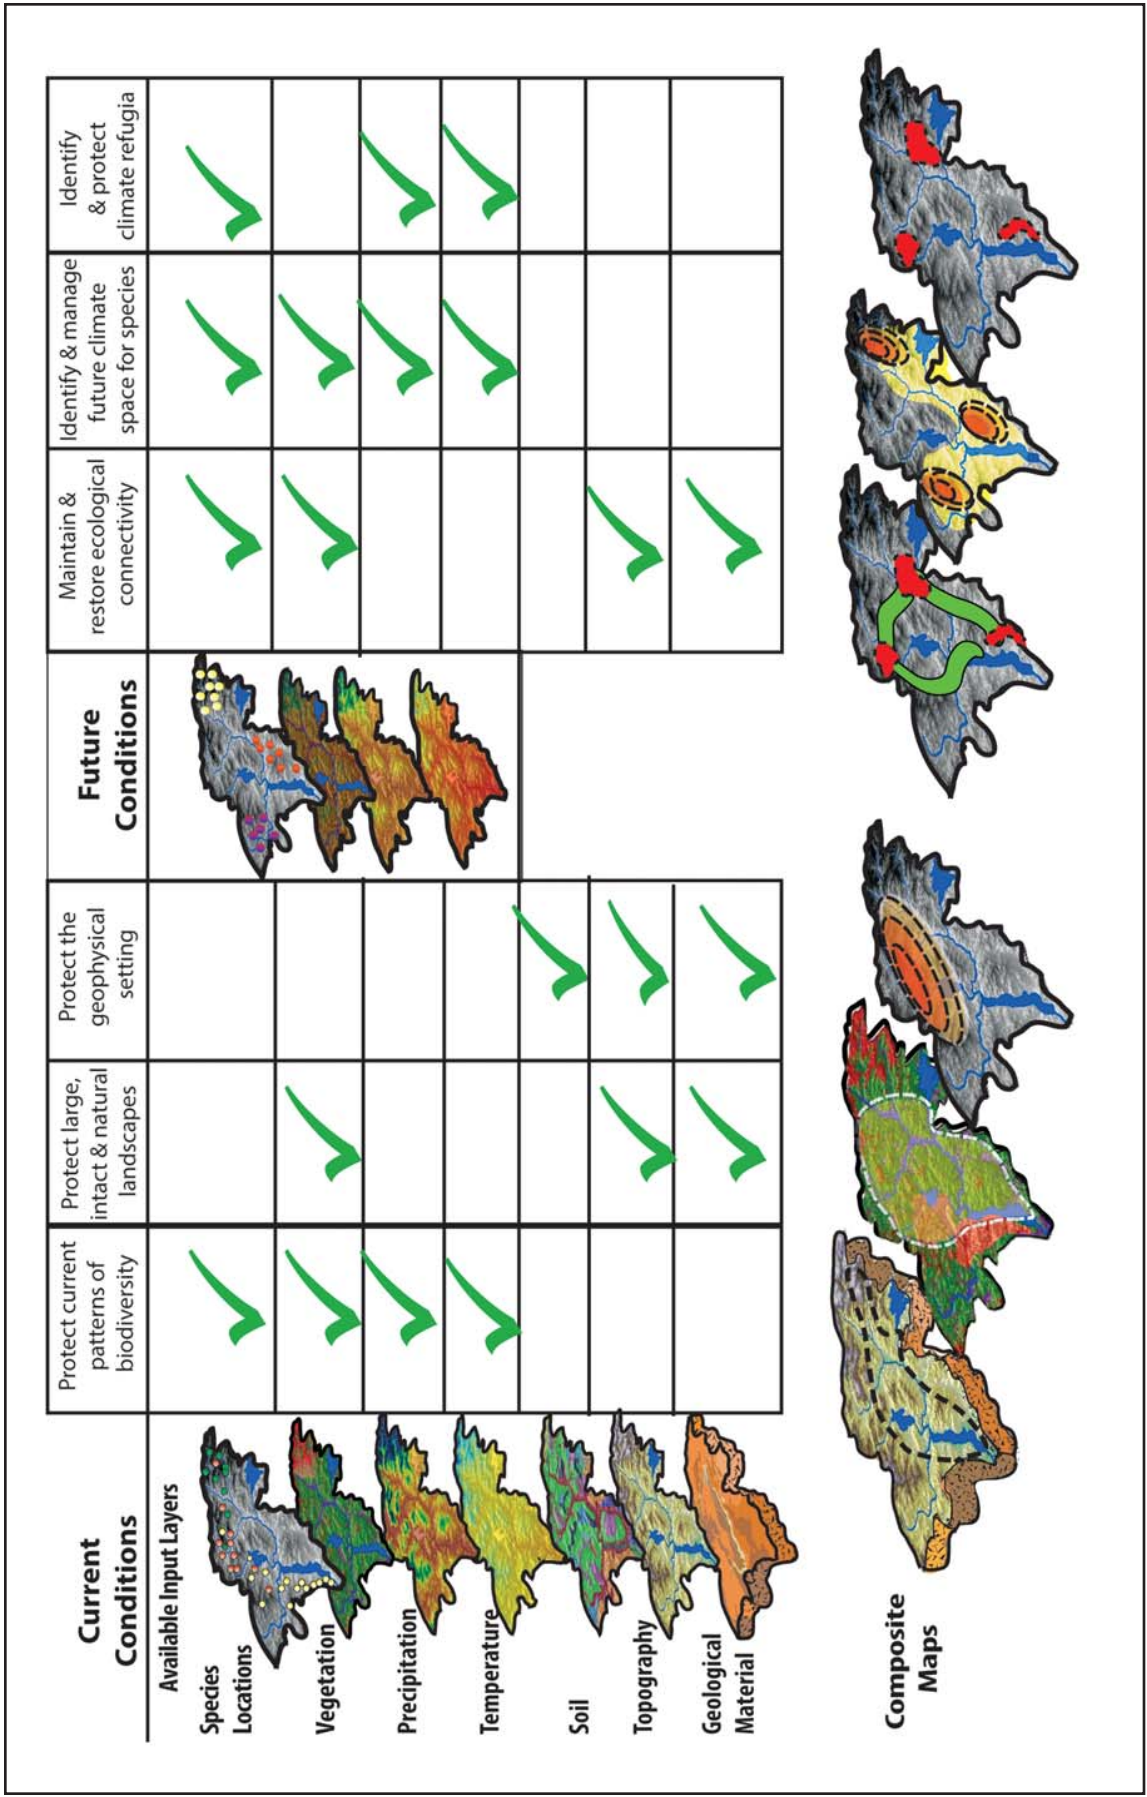 Current
Conditions
Protect current
patterns of
biodiversity
Protect large,
intact & natural
landscapes
Protect the
geophysical
setting
Future
Conditions
Maintain &
restore ecological
connectivity
Identify & manage
future climate
space for species
Identify
& protect
climate refugia
Available Input Layers
Species
Locations
Vegetation
Precipitation
Temperature
Soil
Topography
Geological
Material
Composite
Maps